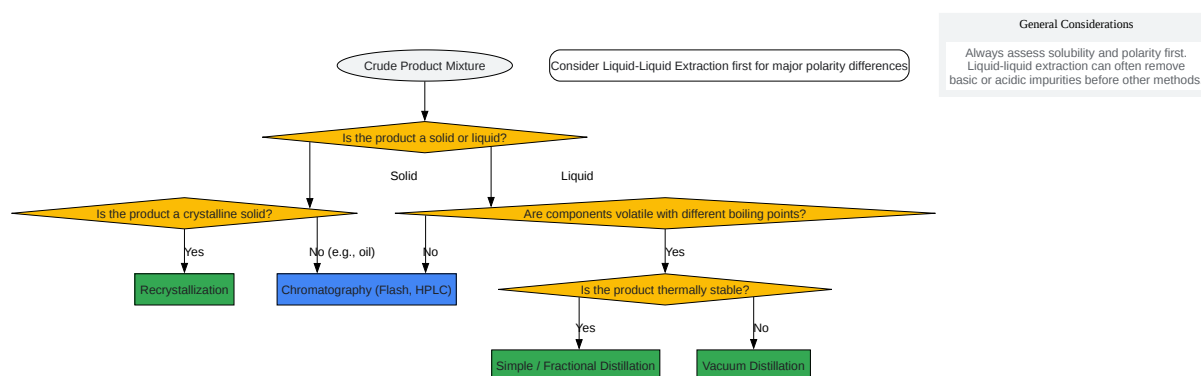 General Considerations
Always assess solubility and polarity first.
Liquid-liquid extraction can often remove
basic or acidic impurities before other methods
Crude Product Mixture
Consider Liquid-Liquid Extraction first for major polarity differences
Is the product a solid or liquid?
Solid
Liquid
Is the product a crystalline solid?
Are components volatile with different boiling points?
Yes
No (e.g., oil)
No
Yes
Recrystallization
Chromatography (Flash, HPLC)
Is the product thermally stable?
Yes
No
Simple / Fractional Distillation
Vacuum Distillation